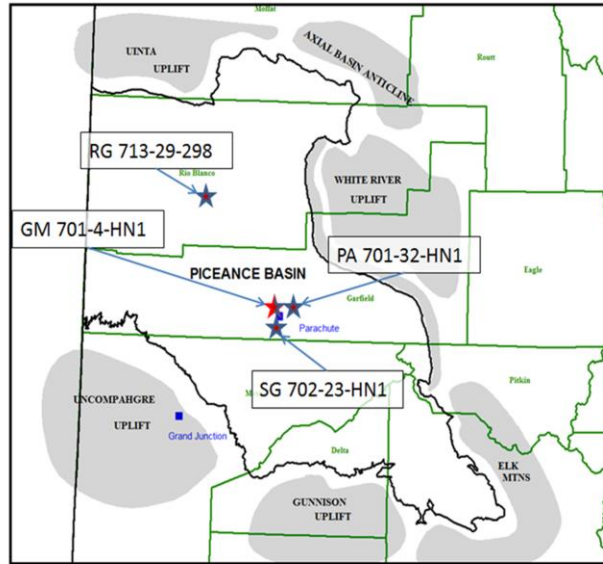 Moffat
UINTA
UPLIFT
AXIAL BASIN ANTICLINE
Routt
RG 713-29-298
Rio Blanco
WHITE RIVER
UPLIFT
GM 701-4-HN1
PA 701-32-HN1
PICEANCE BASIN
Eagle
Garfield
Parachute
SG 702-23-HN1
Pitkin
UNCOMPAHGRE
UPLIFT
Grand Junction
Delta
ELK
MTNS
GUNNISON
UPLIFT